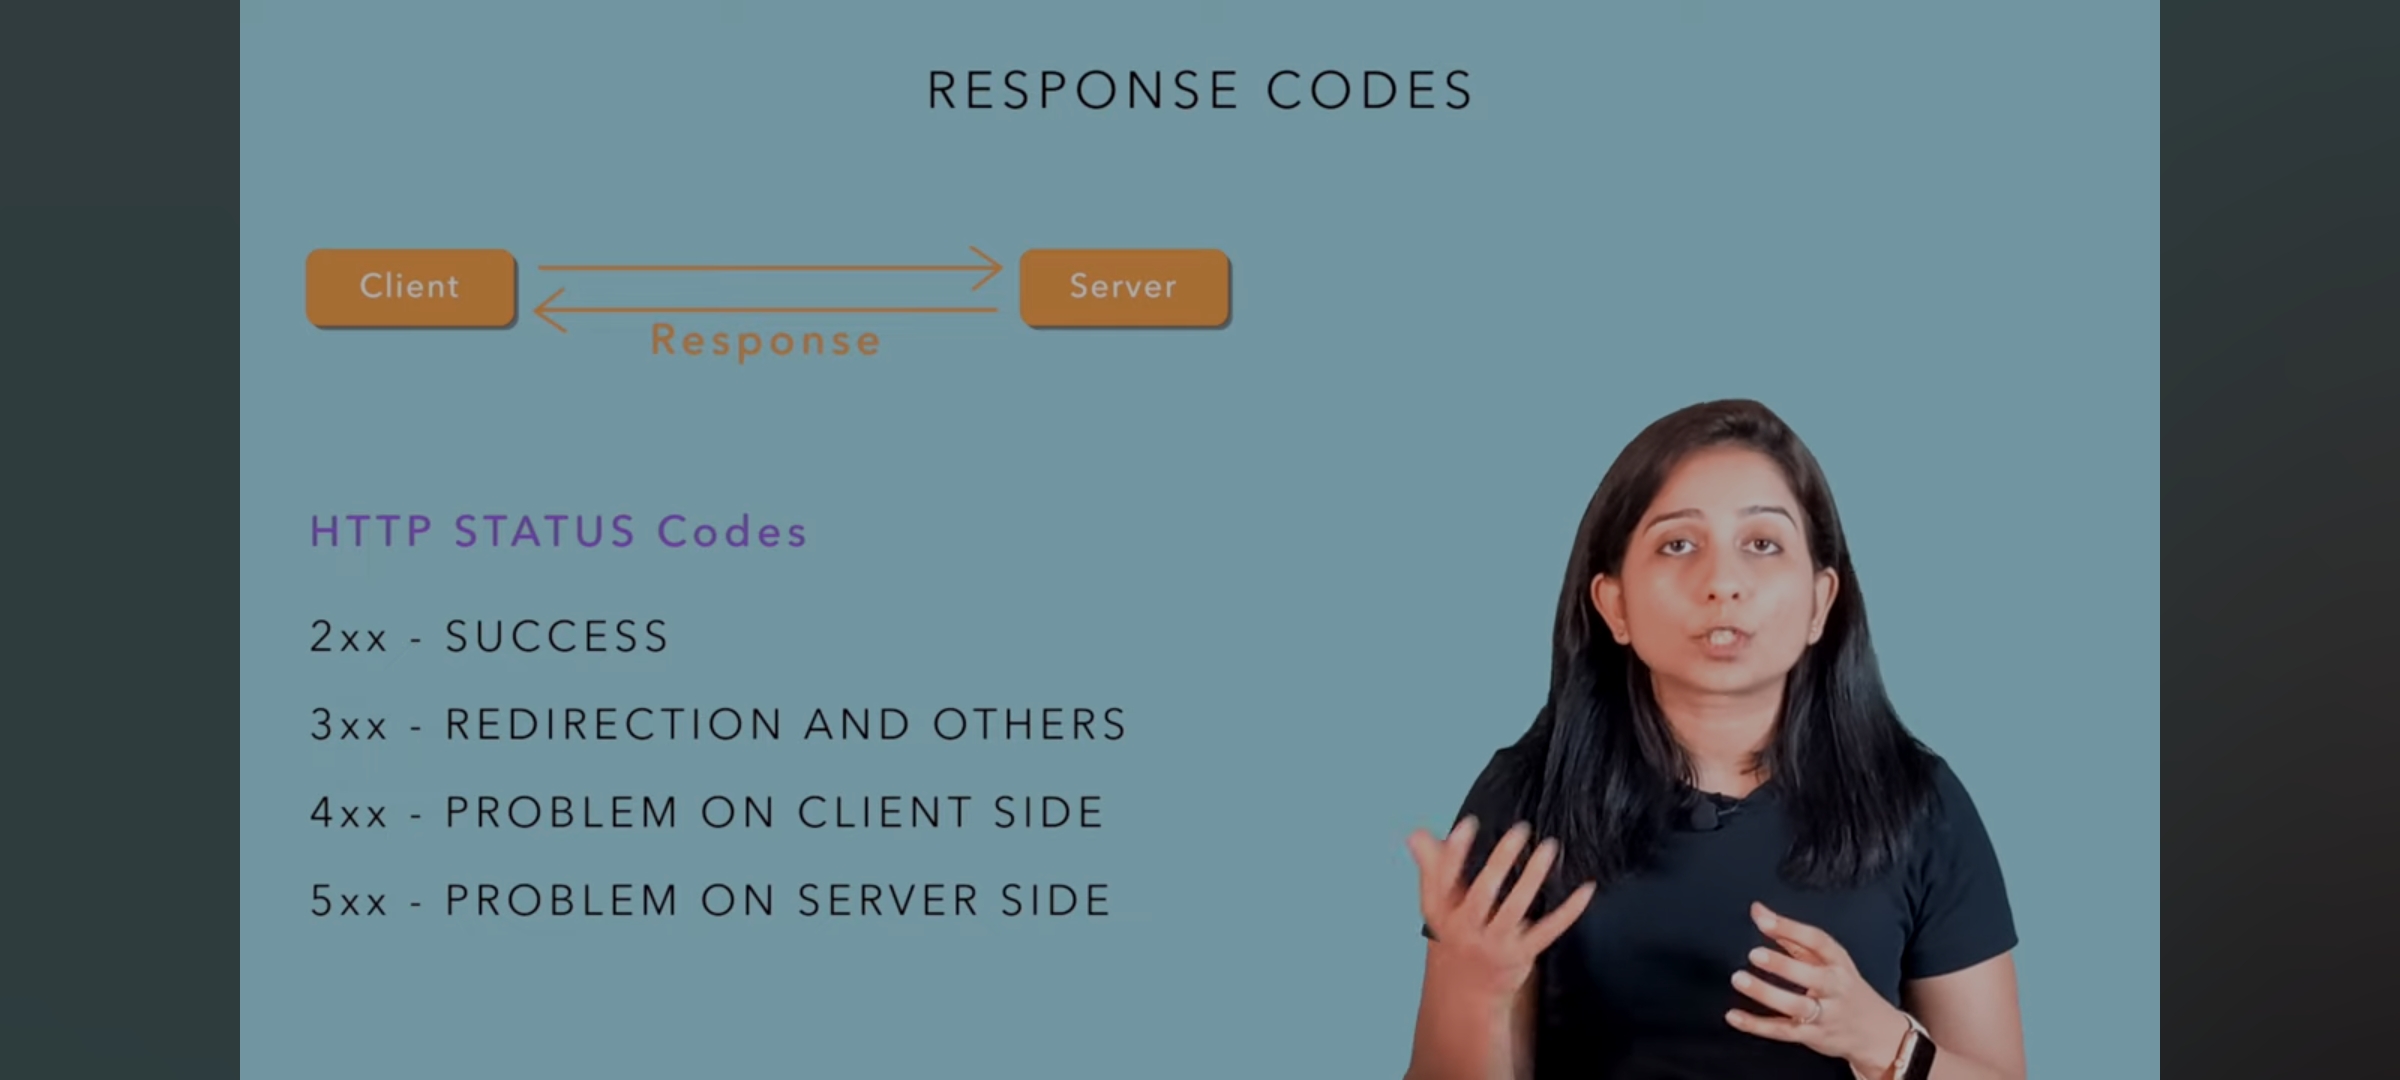 RESPONSE CODES
Client
Server
Response
HTTP STATUS Codes
2xx - SUCCESS
3xx - REDIRECTION AND OTHERS
4xx - PROBLEM ON CLIENT SIDE
5xx - PROBLEM ON SERVER SIDE